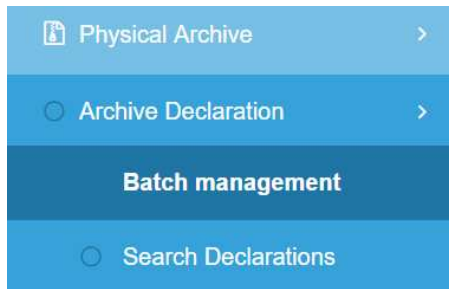 Physical Archive
Archive Declaration
Batch management
Search Declarations